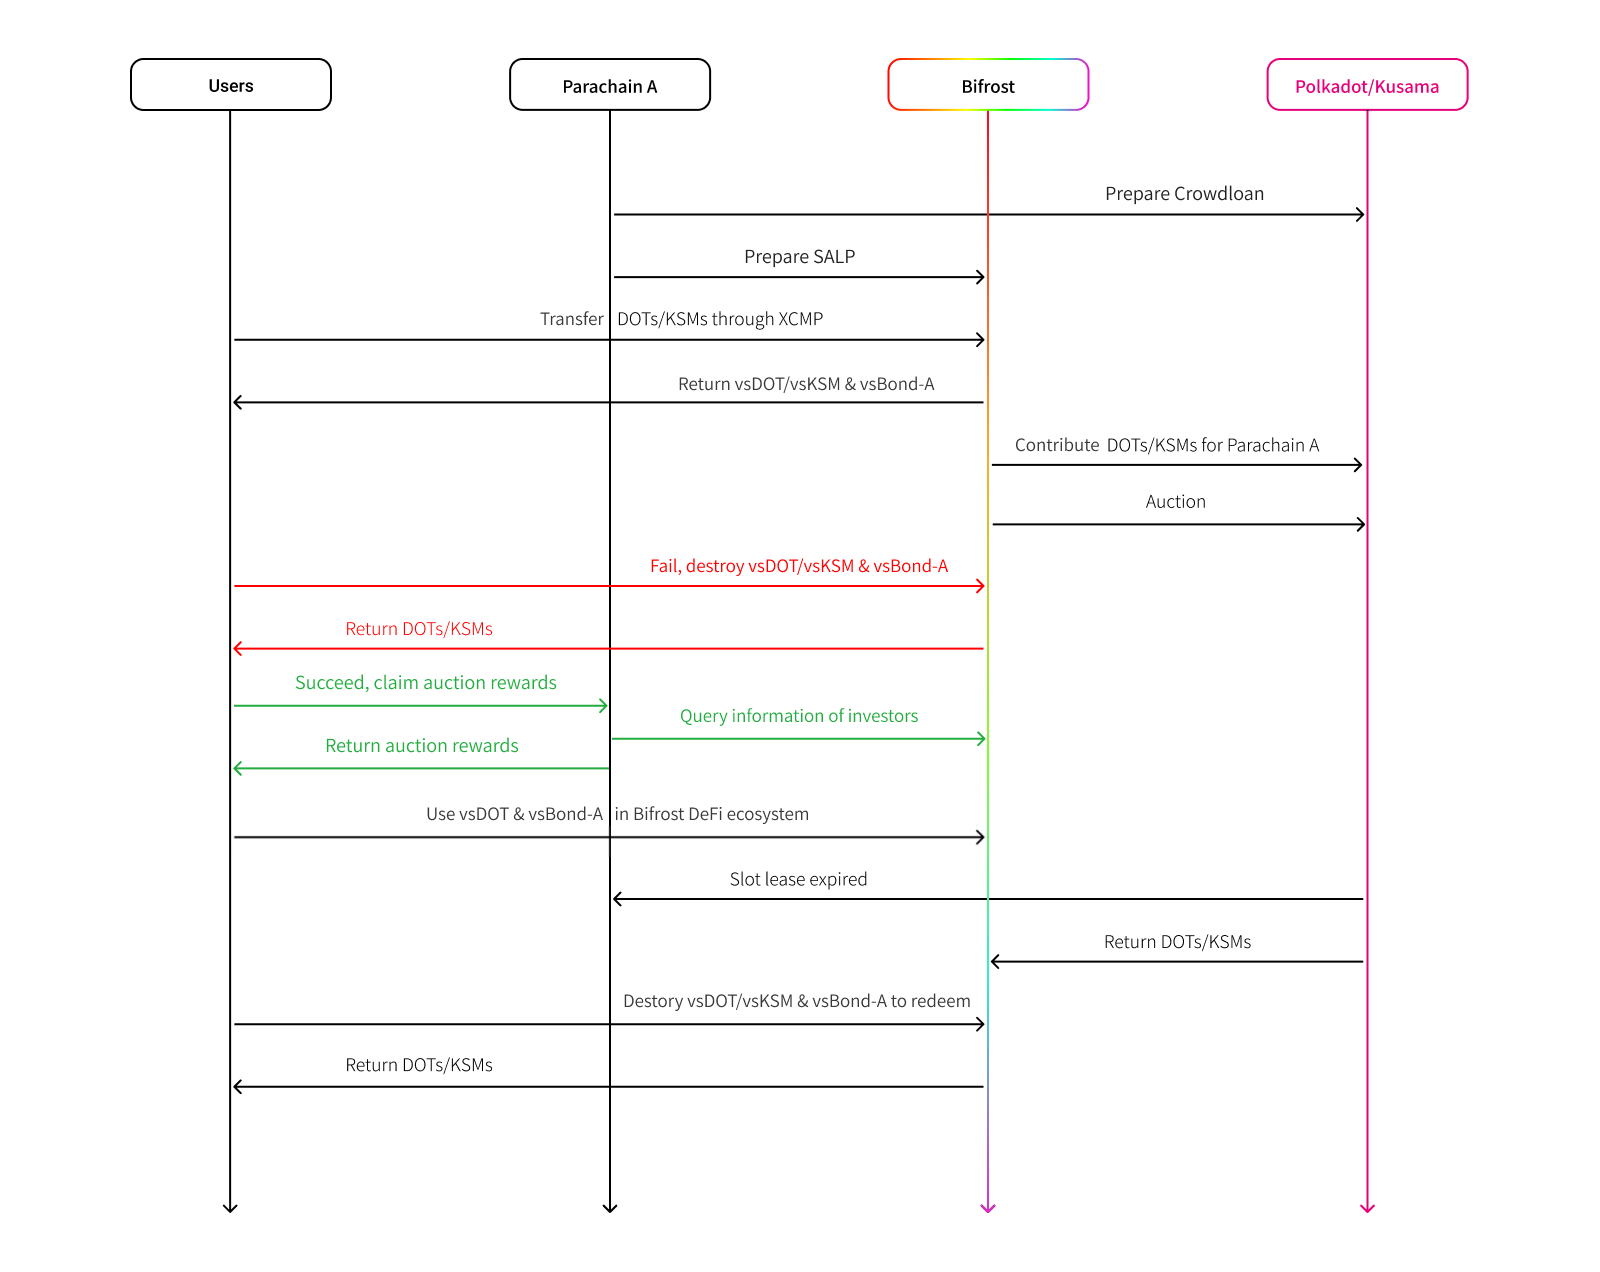 Users
Parachain A
Bifrost
Polkadot/Kusama
Prepare Crowdloan
Prepare SALP
Transfer DOTs/KSMs through XCMP
Return vsDOT/vsKSM & vsBond-A
Contribute DOTs/KSMs for Parachain A
Auction
Fail, destroy vsDOT/vsKSM & vsBond-A
Return DOTs/KSMs
Succeed, claim auction rewards
Query information of investors
Return auction rewards
Use vsDOT & vsBond-A in Bifrost DeFi ecosystem
Slot lease expired
Return DOTs/KSMs
Destory vsDOT/vsKSM & vsBond-A to redeem
Return DOTs/KSMs